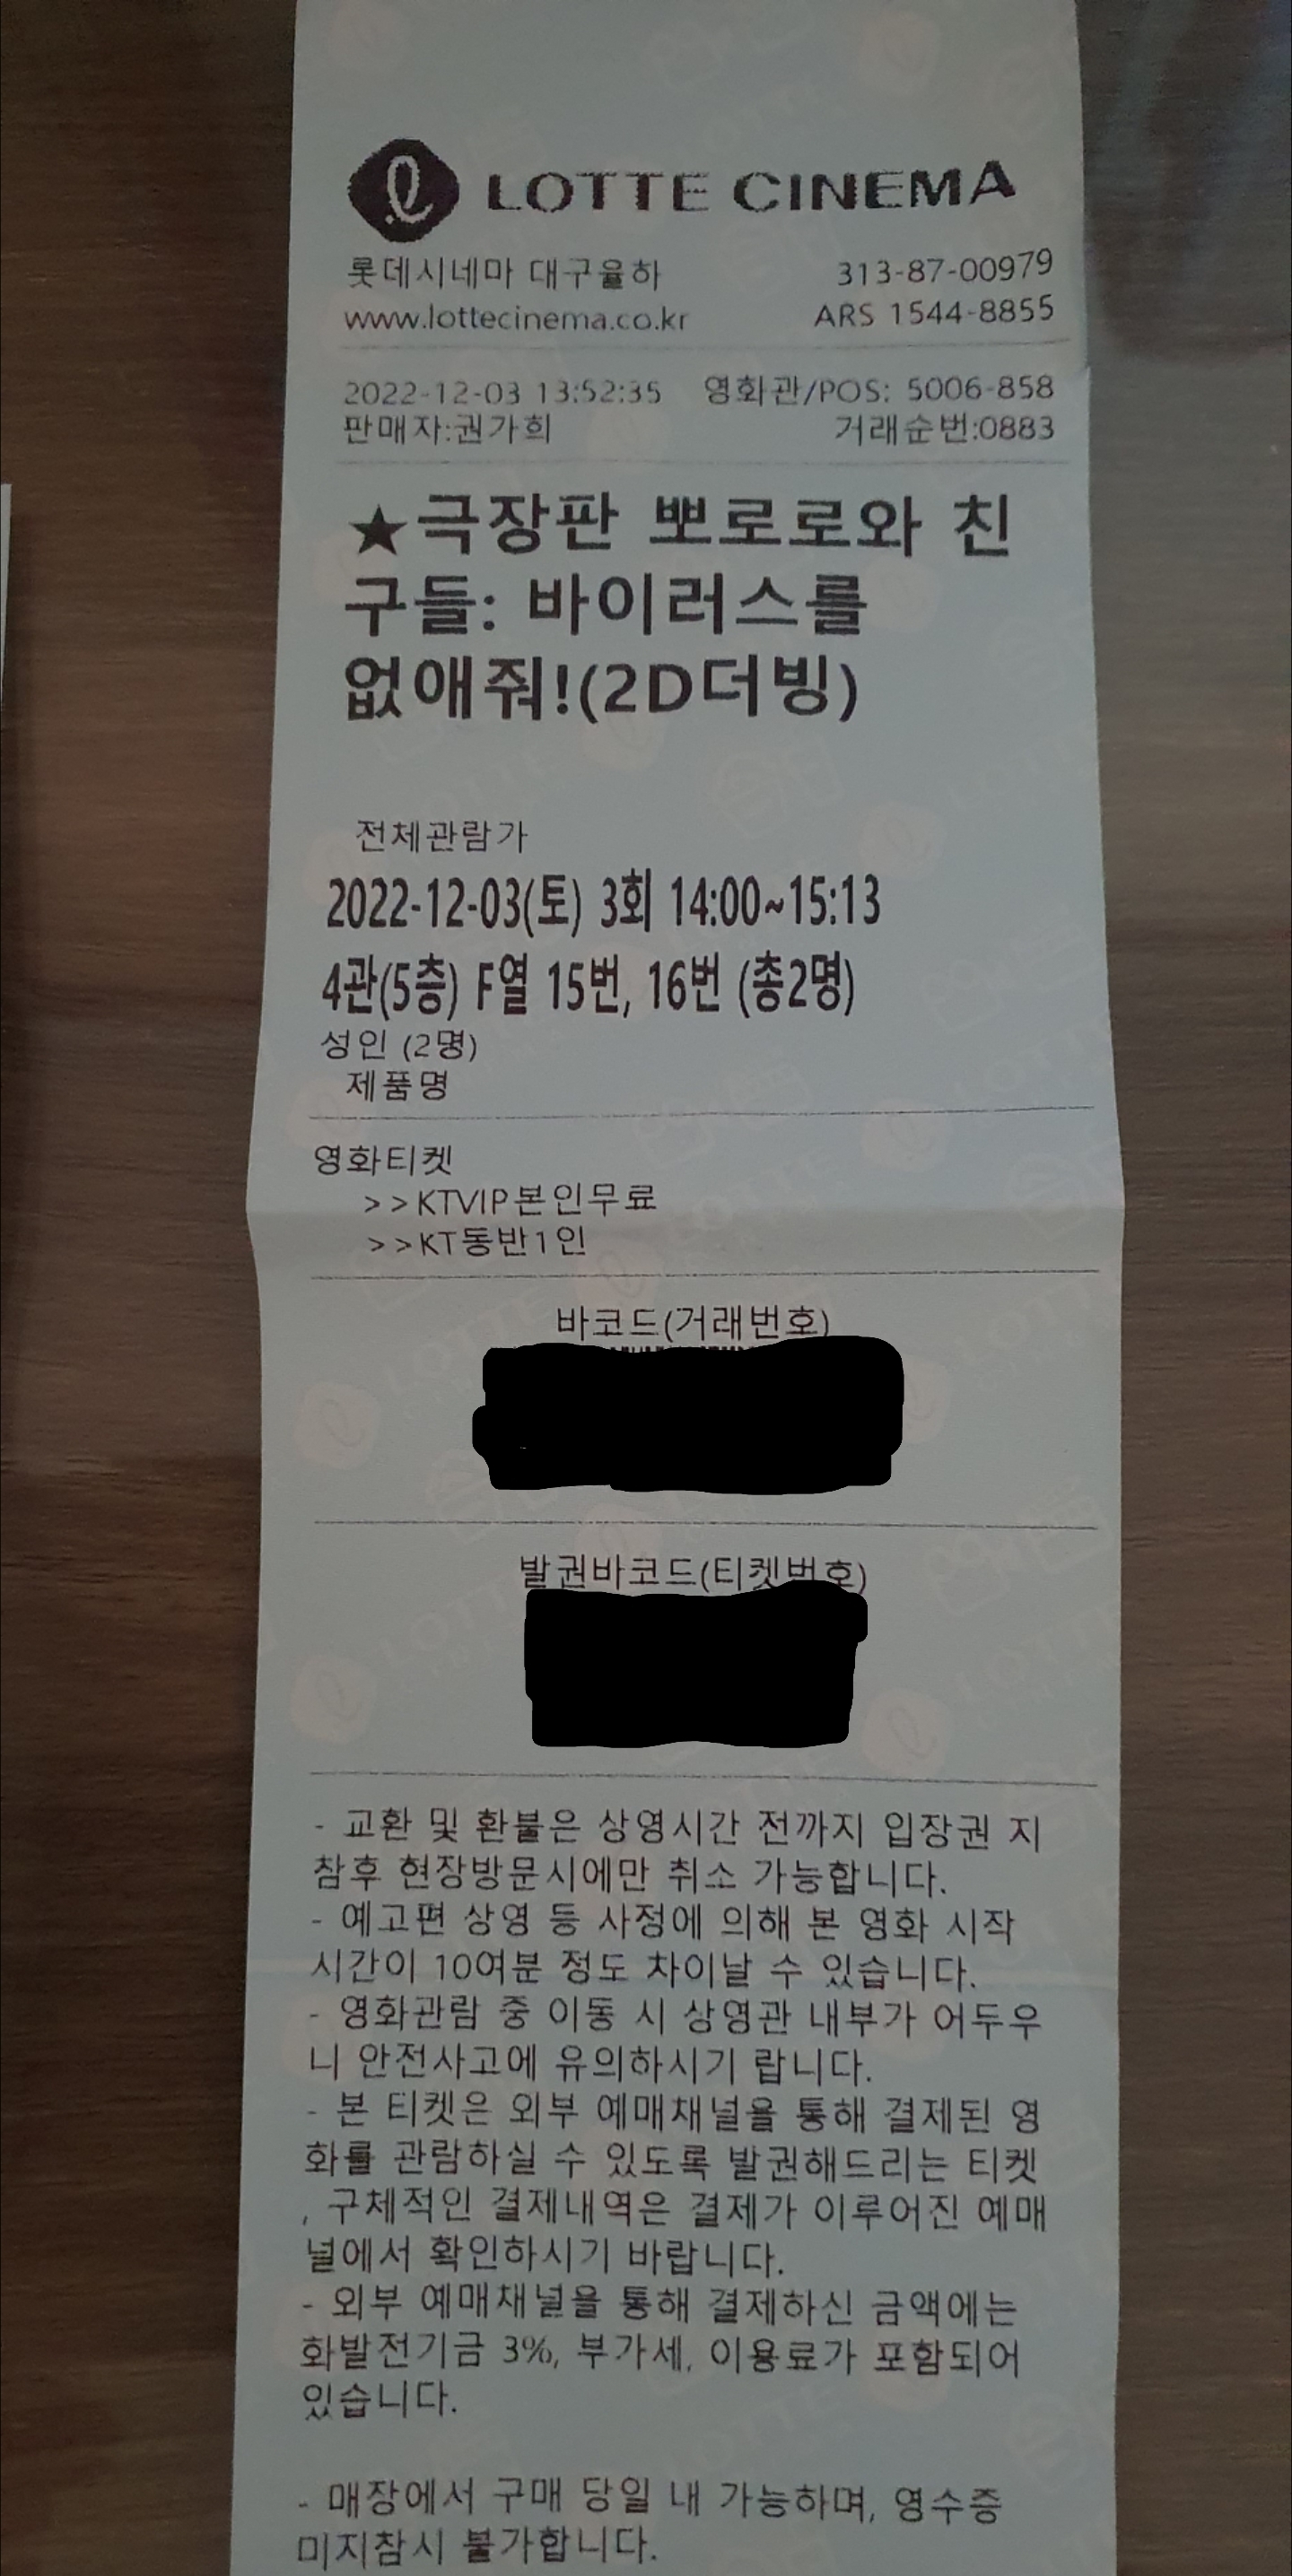 LOTTE CINEMA
롯데시네마 대구율하 313-87-00979
www.lottecinema.co.kr ARS 1544-8855
2022-12-03 13:52:35 영화관/POS: 5006-858
판매자:권가희 거래순번:0883
★극장판 뽀로로와 친
구들: 바이러스를
없애줘!(2D더빙)
전체관람가
2022-12-03(토) 3회 14:00~15:13
4관(5층) F열 15번, 16번 (총2명)
성인 (2명)
제품명
영화티켓
>>KTVIP본인무료
>>KT동반1인
바코드(거래번호)
발권바코드(티켓번호)
- 교환 및 환불은 상영시간 전까지 입장권 지
참후 현장방문시에만 취소 가능합니다.
- 예고편 상영 등 사정에 의해 본 영화 시작
시간이 10여분 정도 차이날 수 있습니다.
- 영화관람 중 이동 시 상영관 내부가 어두우
니 안전사고에 유의하시기 랍니다.
- 본 티켓은 외부 예매채널을 통해 결제된 영
화를 관람하실 수 있도록 발권해드리는 티켓
, 구체적인 결제내역은 결제가 이루어진 예매
널에서 확인하시기 바랍니다.
- 외부 예매채널을 통해 결제하신 금액에는
화발전기금 3%, 부가세, 이용료가 포함되어
있습니다.
- 매장에서 구매 당일 내 가능하며, 영수증
미지참시 불가합니다.